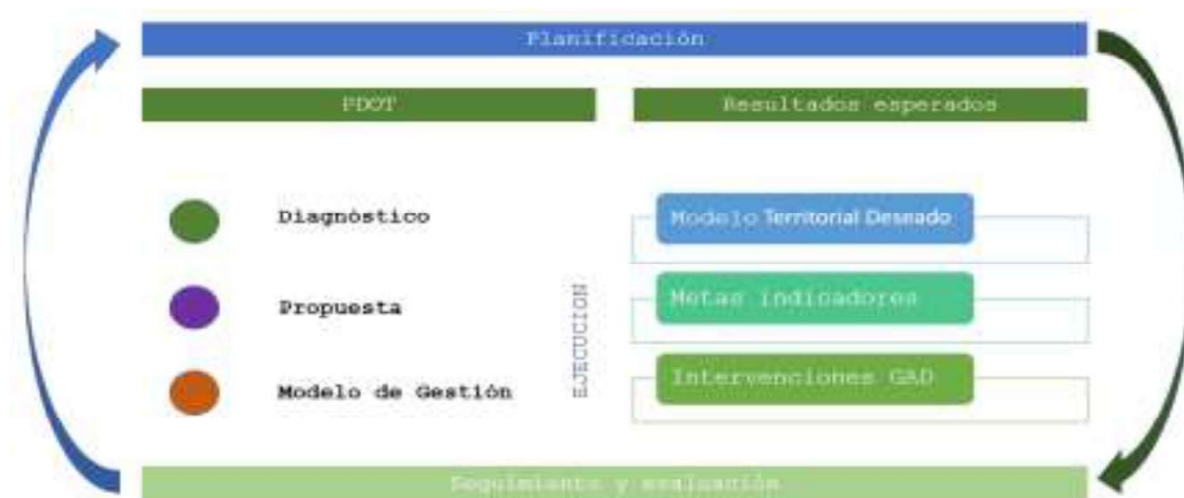 Planificación
PDOT
Resultados esperados
Diagnóstico
Modelo Territorial Deseado
Propuesta
Metas indicadores
EJECUCION
Modelo de Gestión
Intervenciones GAD
Seguimiento y evaluación